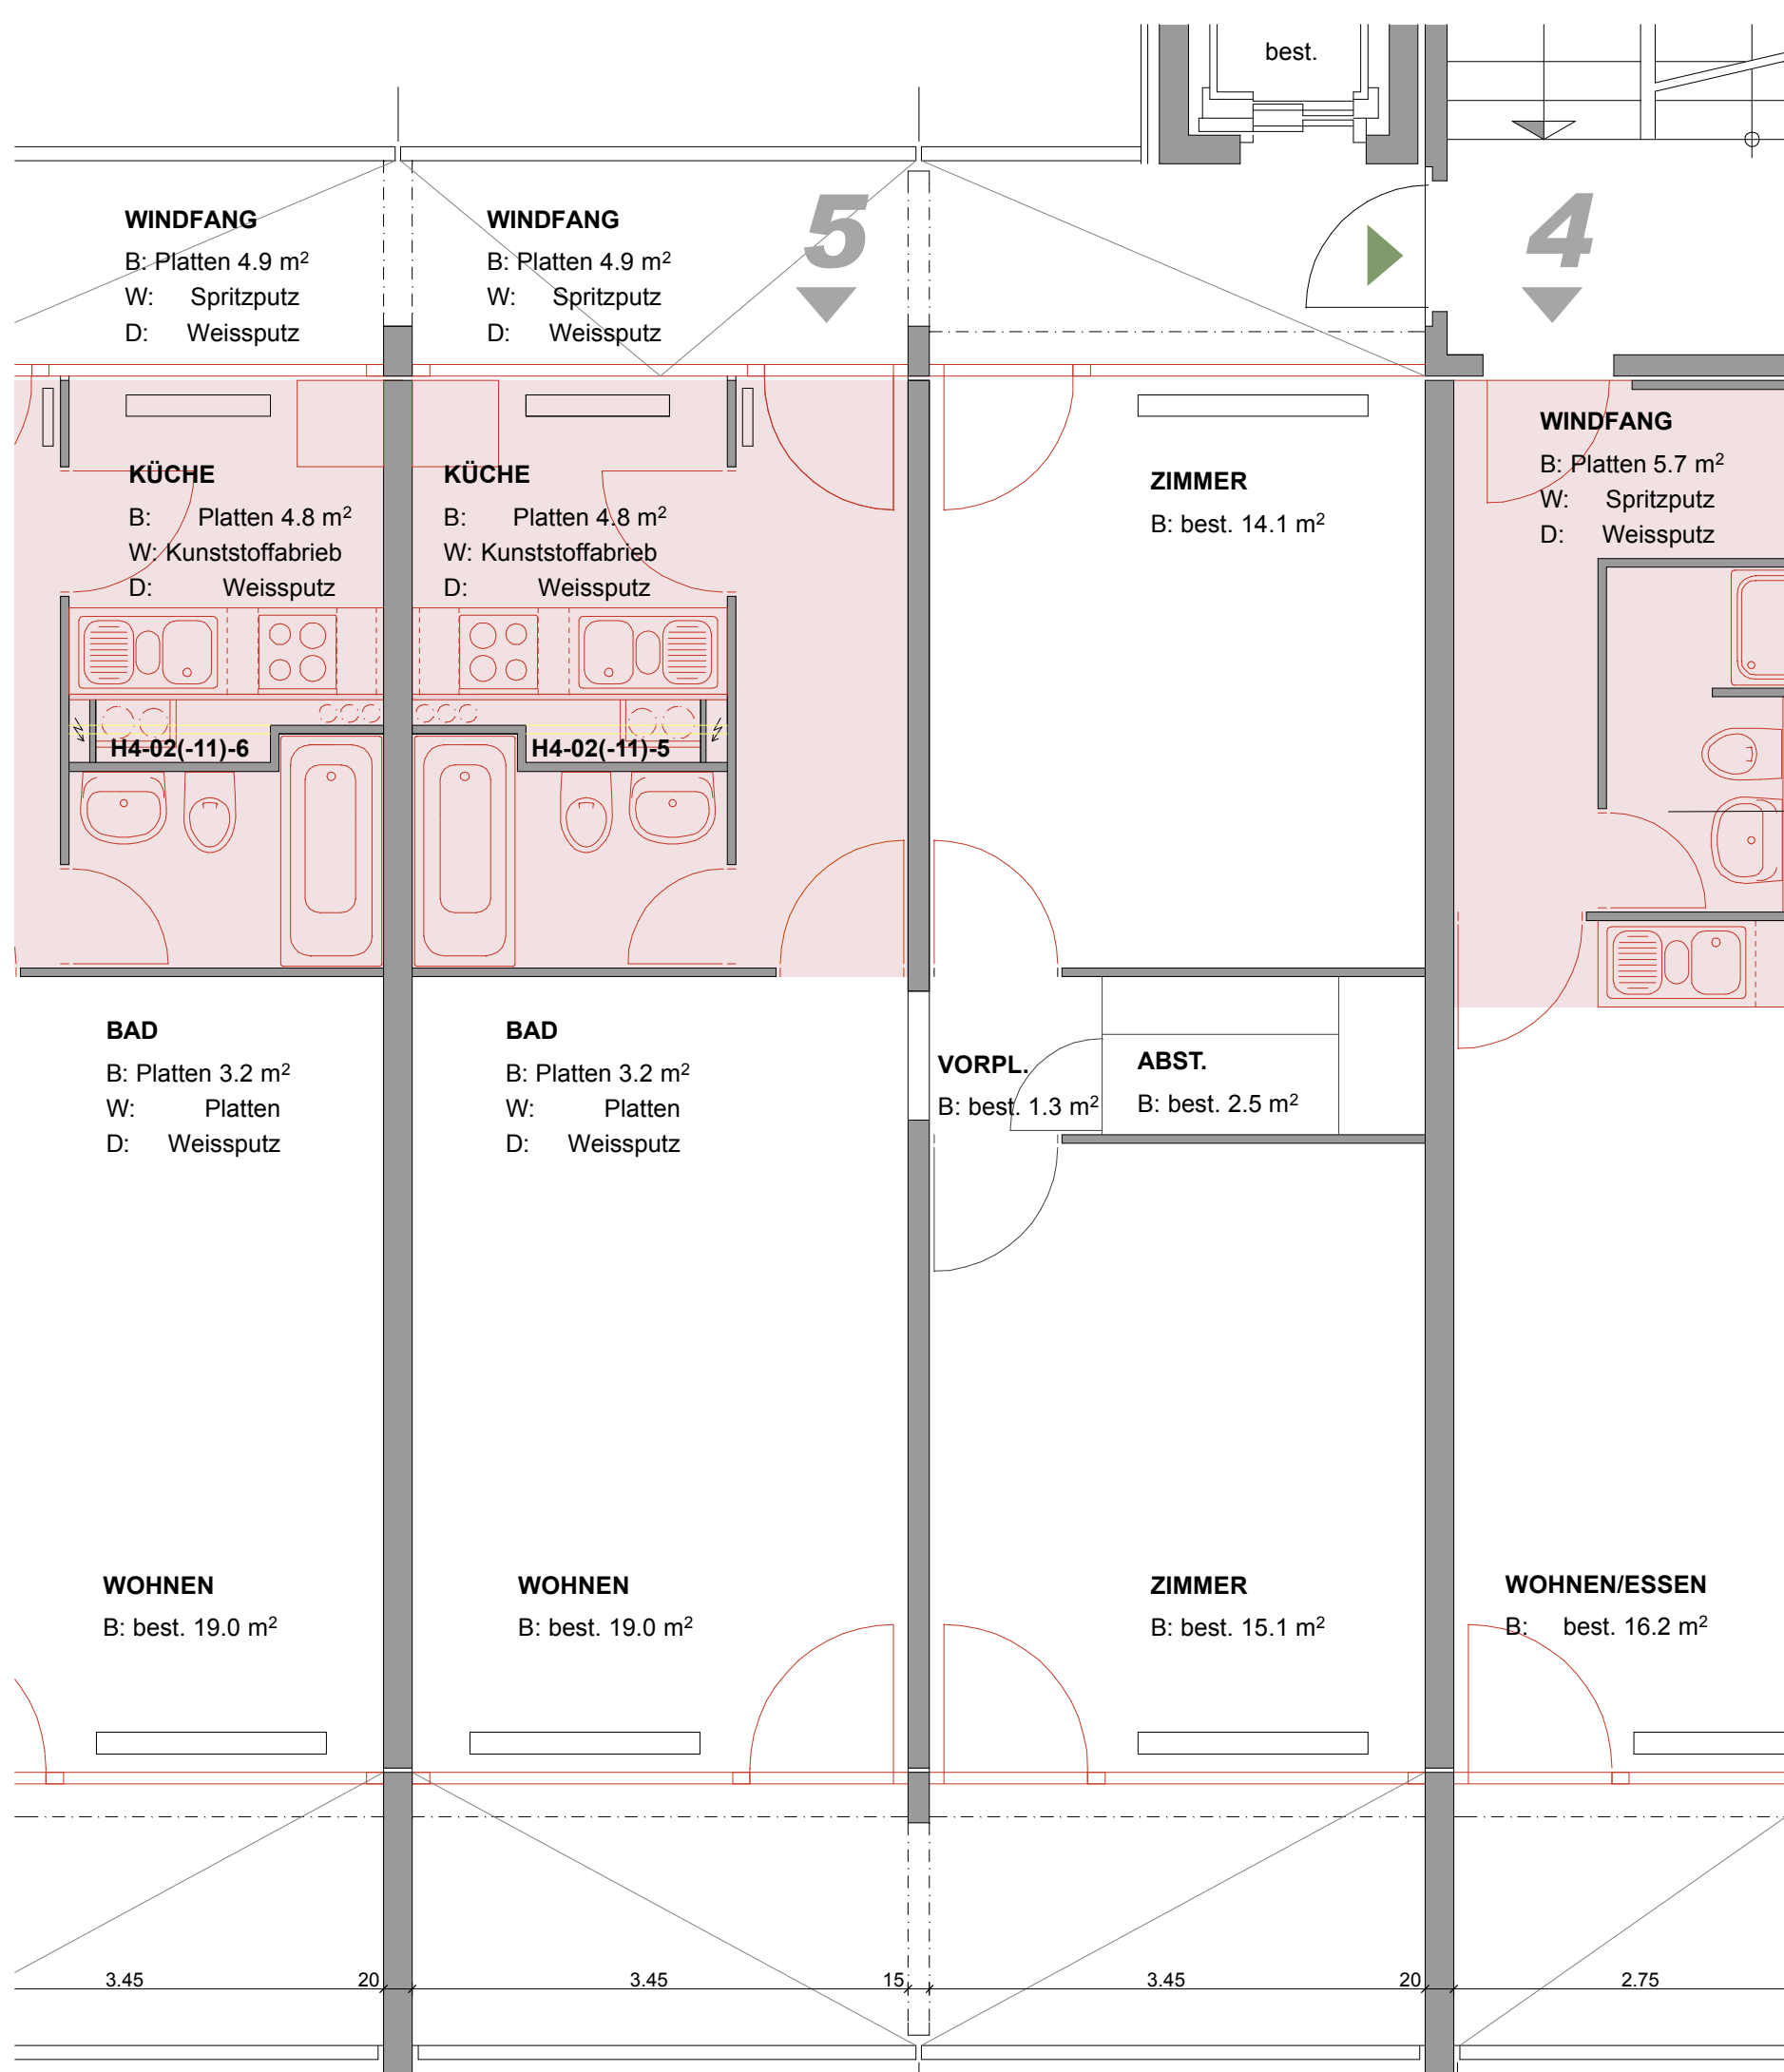 best.
WINDFANG
B: Platten 4.9 m²
W: Spritzputz
D: Weissputz
WINDFANG
B: Platten 4.9 m²
W: Spritzputz
D: Weissputz
5
4
KÜCHE
B: Platten 4.8 m²
W: Kunststoffabrieb
D: Weissputz
KÜCHE
B: Platten 4.8 m²
W: Kunststoffabrieb
D: Weissputz
ZIMMER
B: best. 14.1 m²
WINDFANG
B: Platten 5.7 m²
W: Spritzputz
D: Weissputz
H4-02(-11)-6
H4-02(-11)-5
BAD
B: Platten 3.2 m²
W: Platten
D: Weissputz
BAD
B: Platten 3.2 m²
W: Platten
D: Weissputz
VORPL.
B: best. 1.3 m²
ABST.
B: best. 2.5 m²
WOHNEN
B: best. 19.0 m²
WOHNEN
B: best. 19.0 m²
ZIMMER
B: best. 15.1 m²
WOHNEN/ESSEN
B: best. 16.2 m²
3.45 20 3.45 15 3.45 20 2.75